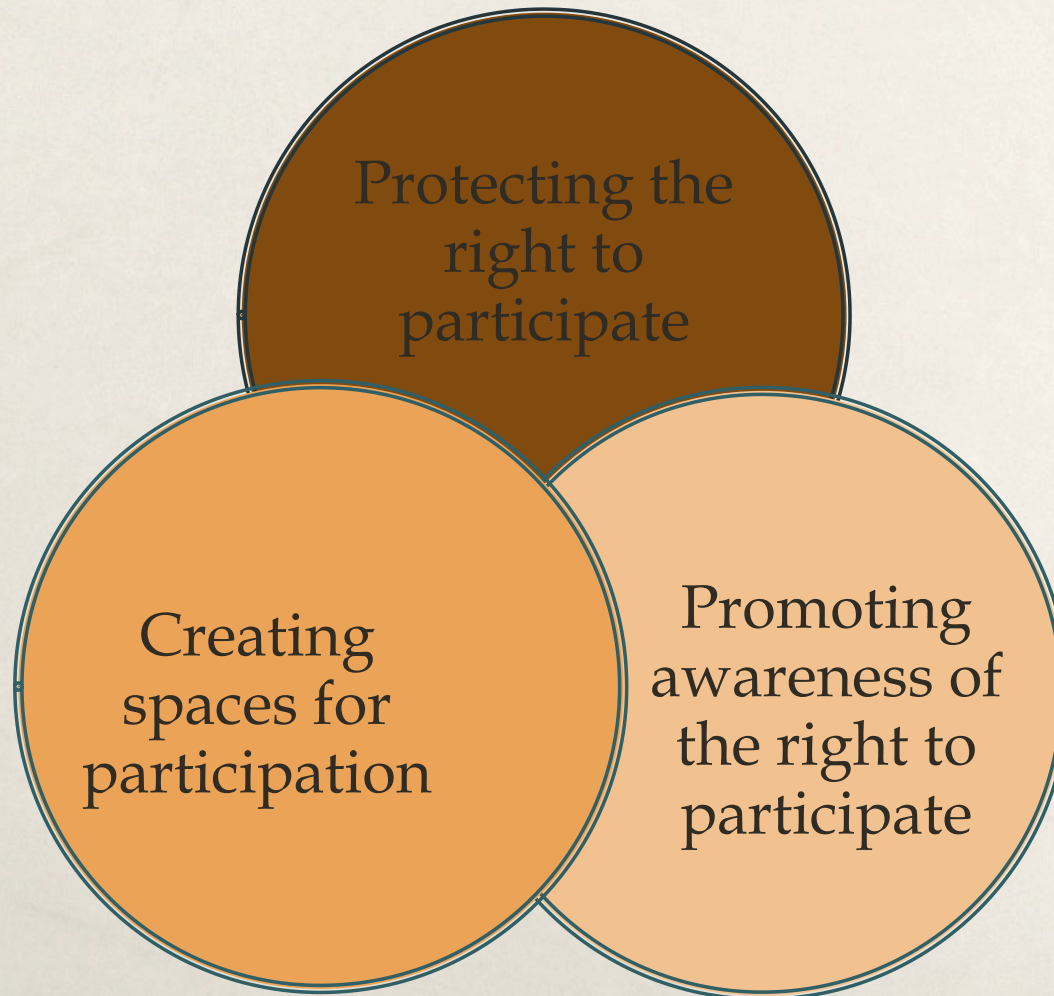 Protecting the
right to
participate
Creating
spaces for
participation
Promoting
awareness of
the right to
participate